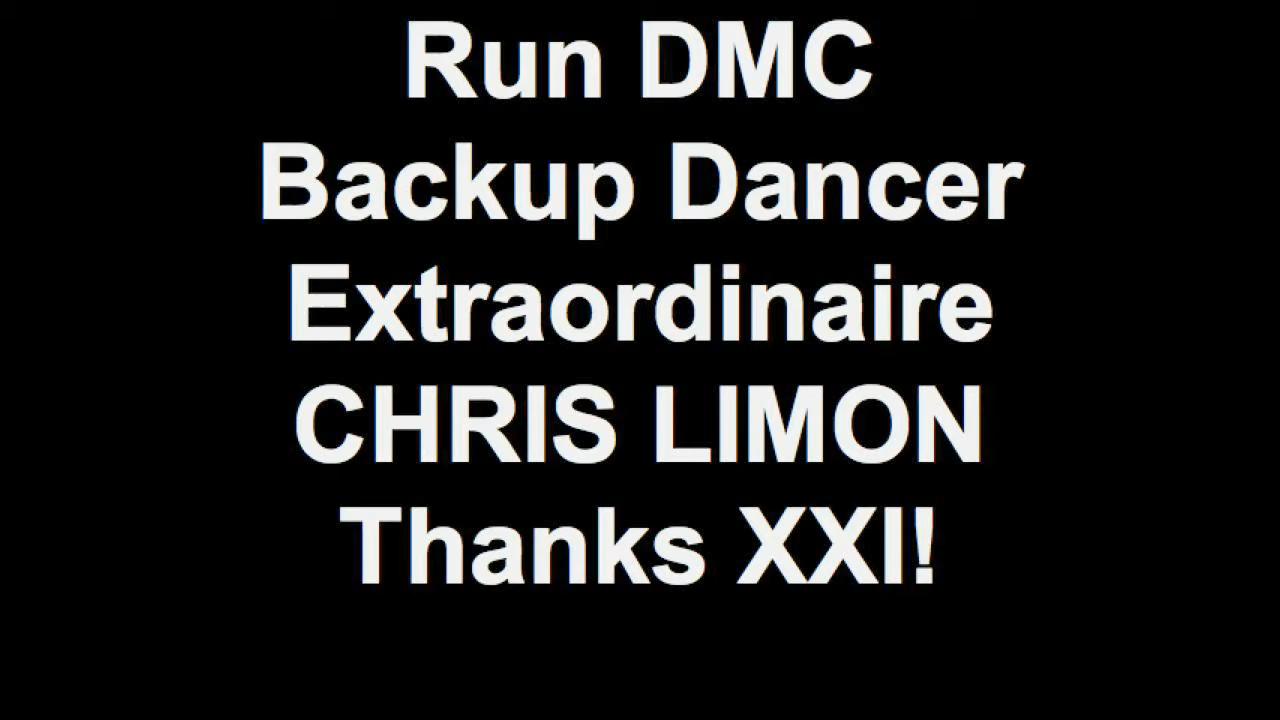 Run DMC
Backup Dancer
Extraordinaire
CHRIS LIMON
Thanks XXI!